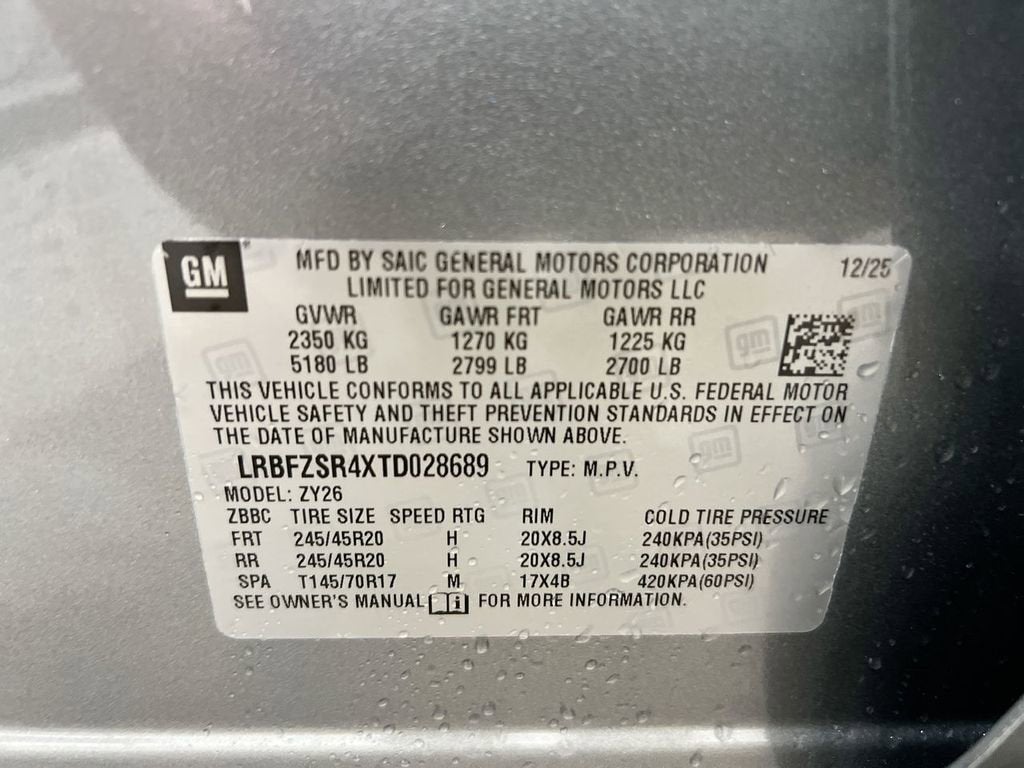 GM
MFD BY SAIC GENERAL MOTORS CORPORATION 12/25
LIMITED FOR GENERAL MOTORS LLC
GVWR GAWR FRT GAWR RR
2350 KG 1270 KG 1225 KG
5180 LB 2799 LB 2700 LB
THIS VEHICLE CONFORMS TO ALL APPLICABLE U.S. FEDERAL MOTOR
VEHICLE SAFETY AND THEFT PREVENTION STANDARDS IN EFFECT ON
THE DATE OF MANUFACTURE SHOWN ABOVE.
LRBFZSR4XTD028689 TYPE: M.P.V.
MODEL: ZY26
ZBBC TIRE SIZE SPEED RTG RIM COLD TIRE PRESSURE
FRT 245/45R20 H 20X8.5J 240KPA(35PSI)
RR 245/45R20 H 20X8.5J 240KPA(35PSI)
SPA T145/70R17 M 17X4B 420KPA(60PSI)
SEE OWNER'S MANUAL i FOR MORE INFORMATION.